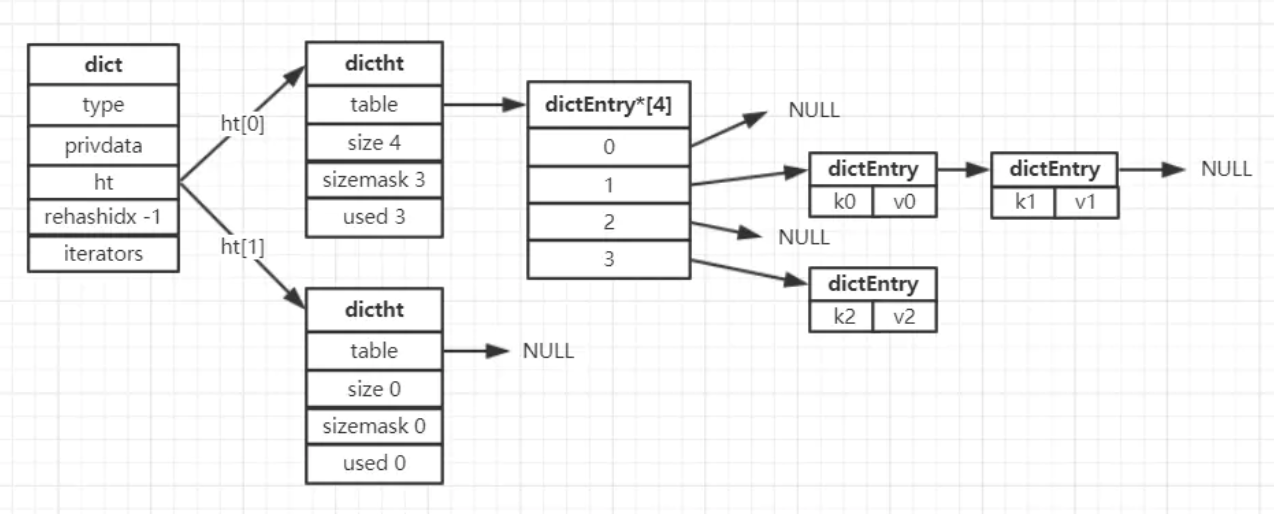 dict
type
privdata
ht
rehashidx -1
iterators
ht[0]
ht[1]
dictht
table
size 4
sizemask 3
used 3
dictht
table
size 0
sizemask 0
used 0
NULL
dictEntry*[4]
0
1
2
3
NULL
dictEntry
k0 v0
dictEntry
k1 v1
NULL
NULL
dictEntry
k2 v2